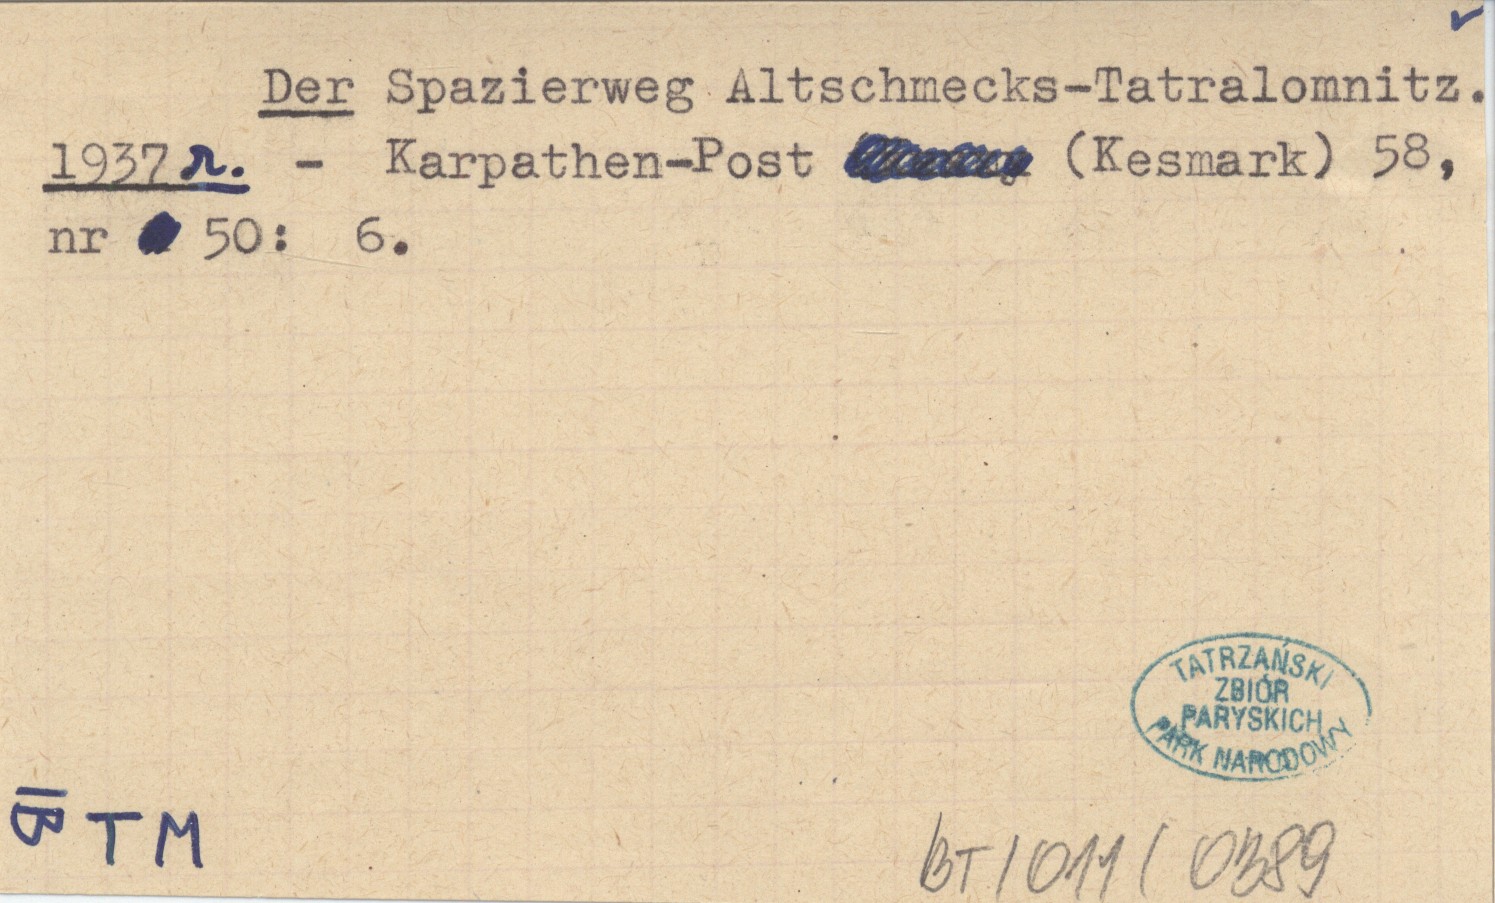 Der Spazierweg Altschmecks-Tatralomnitz.
1937 r. - Karpathen-Post (Kesmark) 58,
nr 50: 6.
TATRZAŃSKI
ZBIÓR
PARYSKICH
PARK NARODOWY
B TM
BT/011/0389